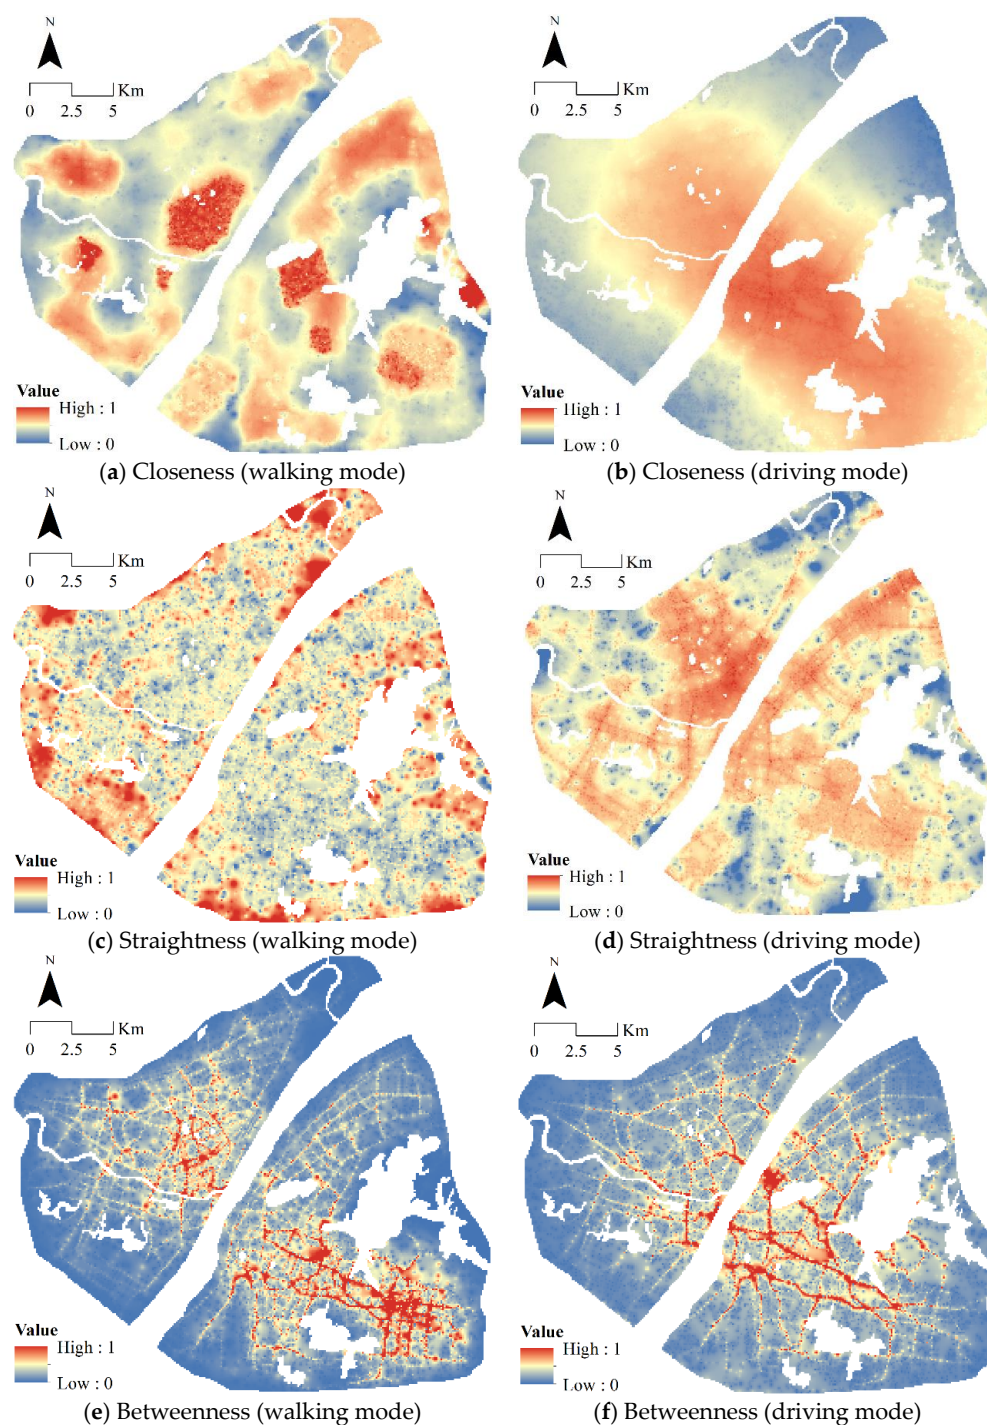 N
N
Km
Km
0 2.5 5
0 2.5 5
Value
High : 1
Low : 0
Value
High : 1
Low : 0
(a) Closeness (walking mode)
(b) Closeness (driving mode)
N
N
Km
Km
0 2.5 5
0 2.5 5
Value
High : 1
Low : 0
Value
High : 1
Low : 0
(c) Straightness (walking mode)
(d) Straightness (driving mode)
N
N
Km
Km
0 2.5 5
0 2.5 5
Value
High : 1
Low : 0
Value
High : 1
Low : 0
(e) Betweenness (walking mode)
(f) Betweenness (driving mode)